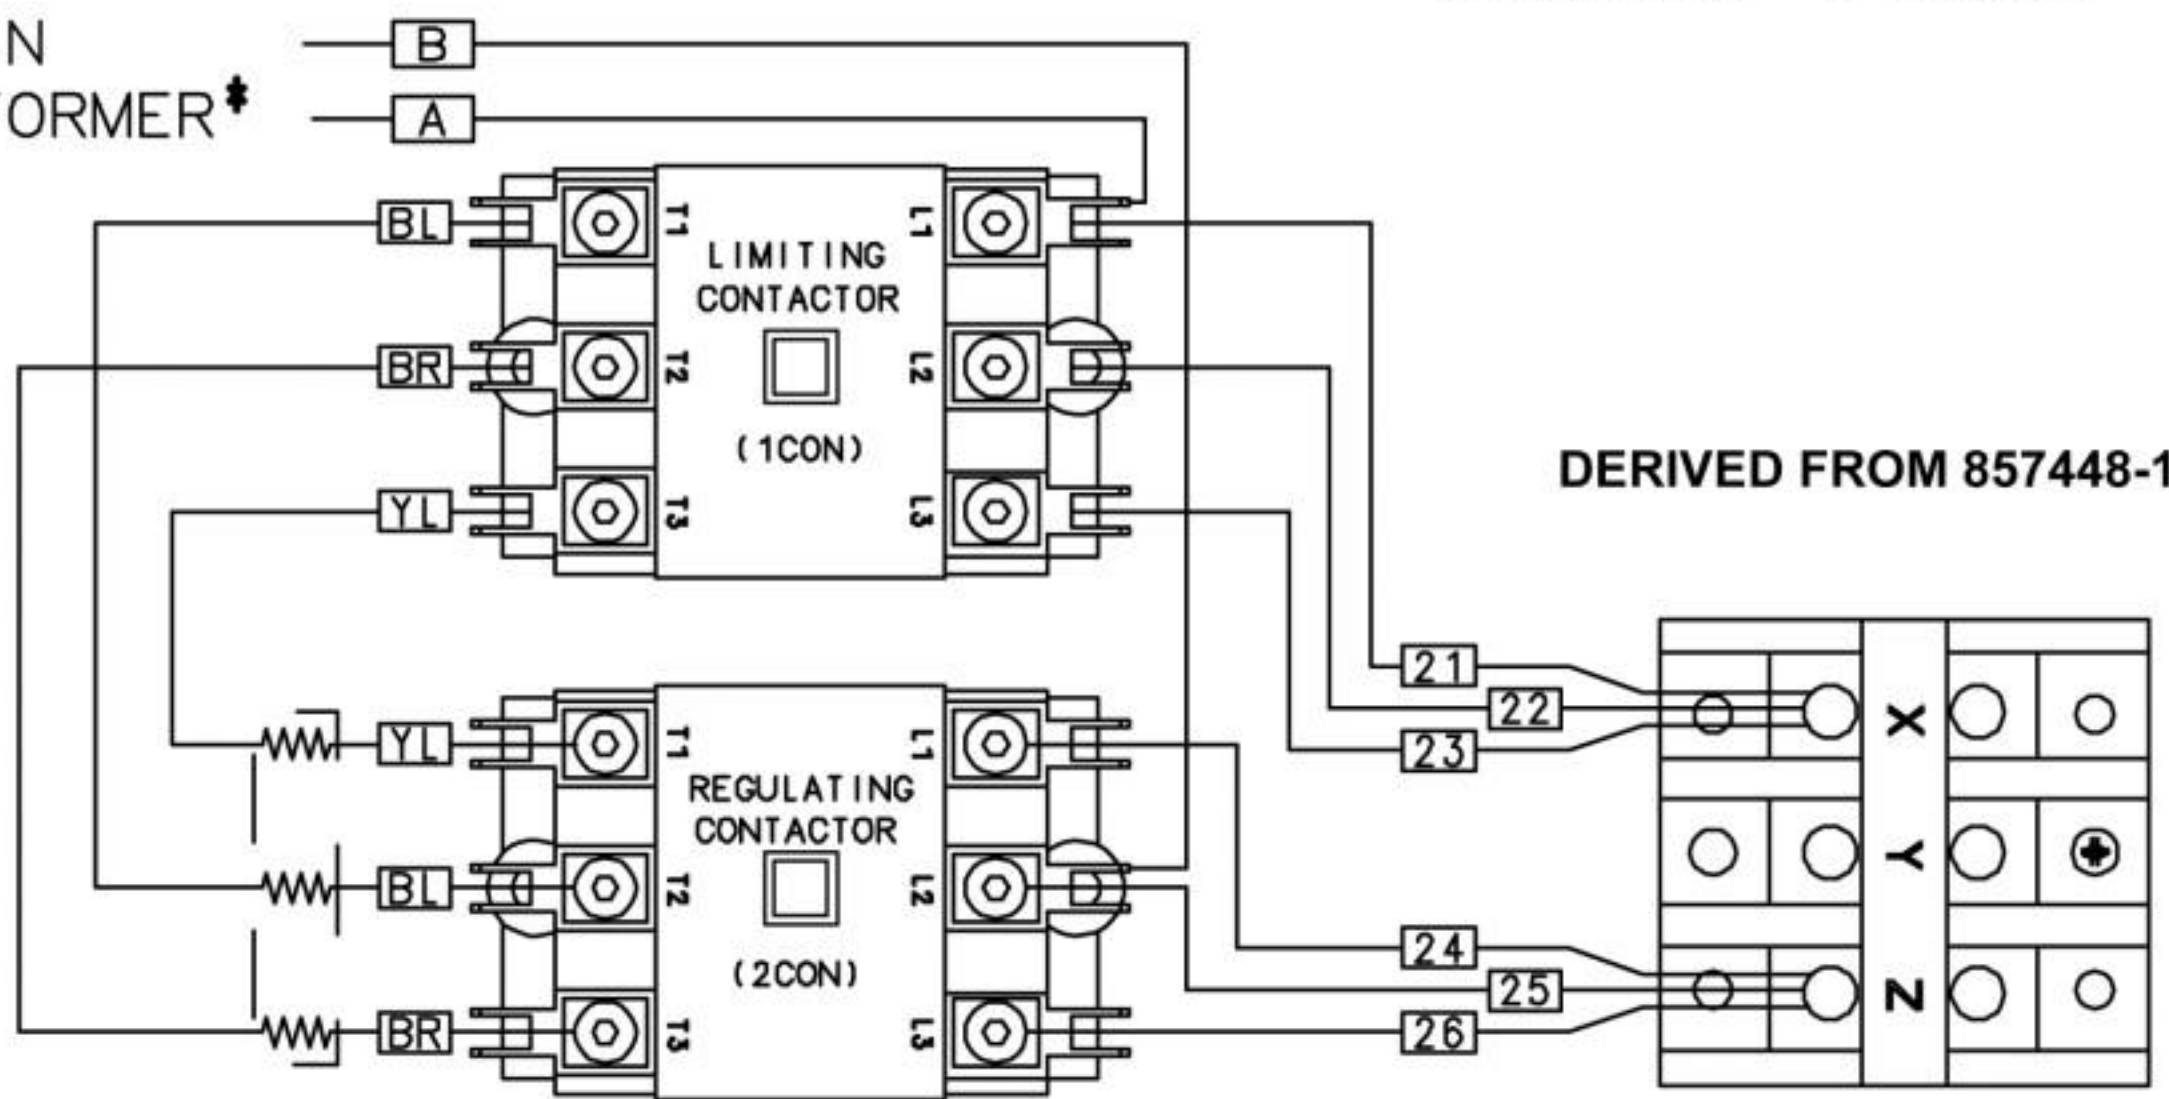 N
ORMER*
B
A
BL
T1
L1
LIMITING
CONTACTOR
BR
T2
L2
(1CON)
YL
T3
L3
DERIVED FROM 857448-1
21
22
23
X
YL
T1
L1
REGULATING
CONTACTOR
BL
T2
L2
Y
(2CON)
24
25
26
Z
BR
T3
L3